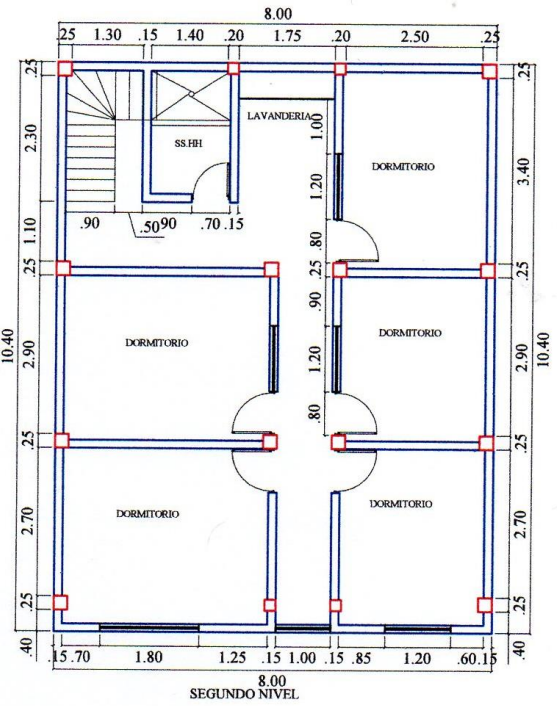 8.00
.25 1.30 .15 1.40 .20 1.75 .20 2.50 .25
.25
2.30
1.10
.25
2.90
.25
2.70
.25
.40
10.40
LAVANDERIA
SS.HH
DORMITORIO
.90 .50 .90 .70 .15
1.00
1.20
.80
.25
.90
1.20
.80
DORMITORIO
DORMITORIO
DORMITORIO
DORMITORIO
.25
3.40
.25
2.90
.25
2.70
.25
.40
10.40
.15 .70 1.80 1.25 .15 1.00 .15 .85 1.20 .60 .15
8.00
SEGUNDO NIVEL